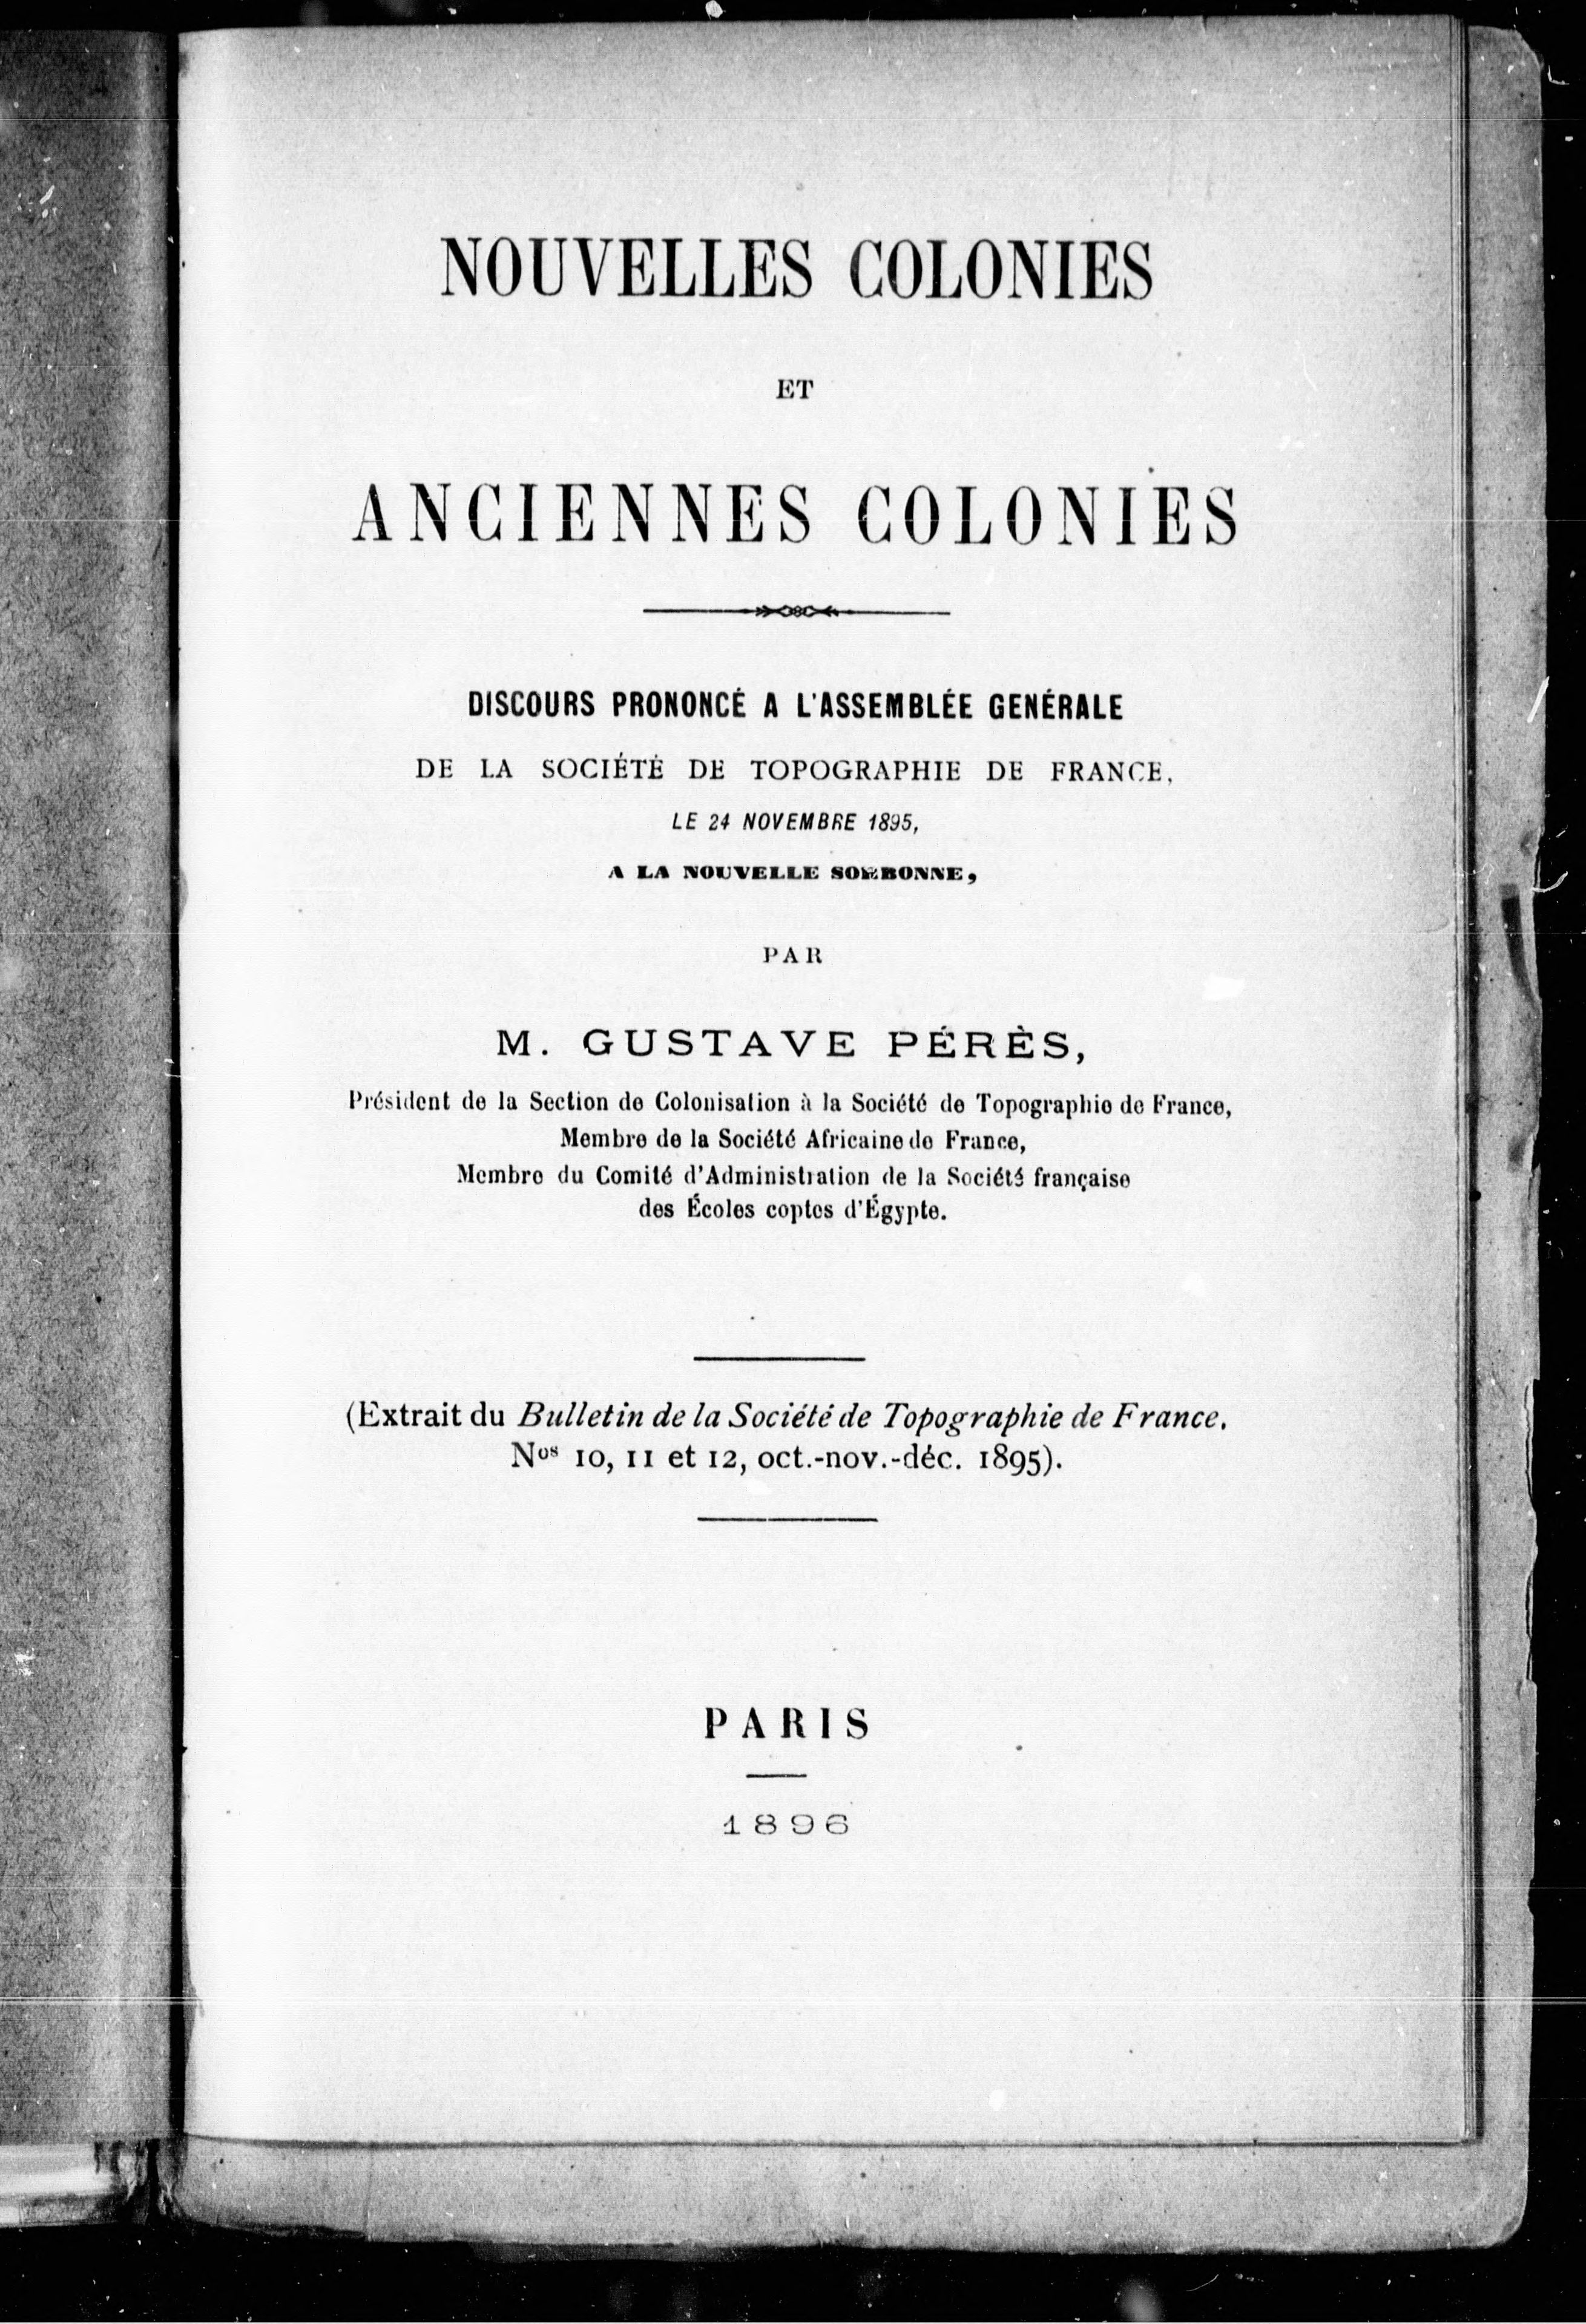 NOUVELLES COLONIES
ET
ANCIENNES COLONIES
DISCOURS PRONONCÉ A L'ASSEMBLÉE GENÉRALE
DE LA SOCIÉTÉ DE TOPOGRAPHIE DE FRANCE,
LE 24 NOVEMBRE 1895,
A LA NOUVELLE SORBONNE,
PAR
M. GUSTAVE PÉRÈS,
Président de la Section de Colonisation à la Société de Topographie de France,
Membre de la Société Africaine de France,
Membre du Comité d'Administration de la Société française
des Écoles coptes d'Égypte.
(Extrait du Bulletin de la Société de Topographie de France.
Nos 10, 11 et 12, oct.-nov.-déc. 1895).
PARIS
1896